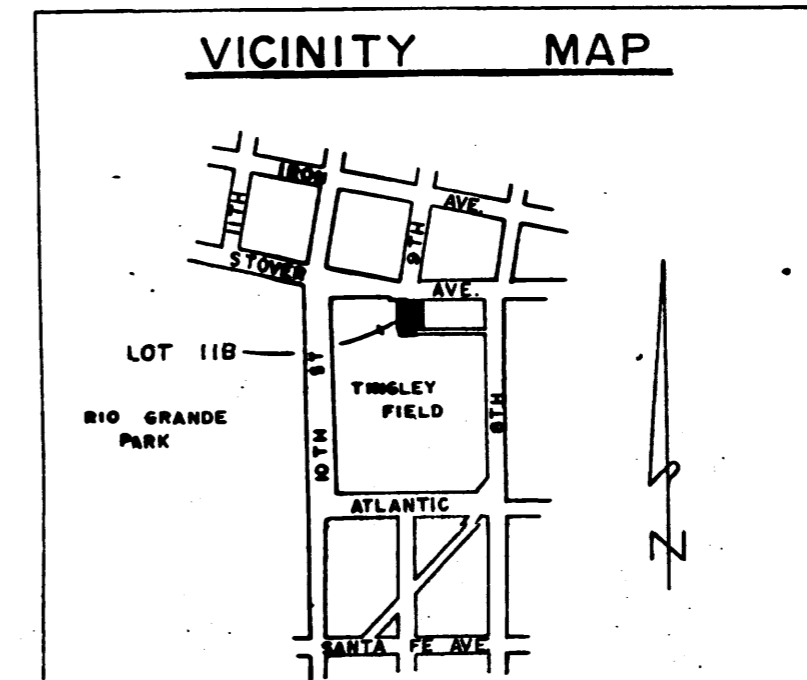 VICINITY MAP
IRON
AVE.
11TH
9TH
STOVER
AVE.
LOT 11B
ST
TINGLEY
FIELD
RIO GRANDE
PARK
8TH
10TH
ATLANTIC
N
SANTA FE AVE